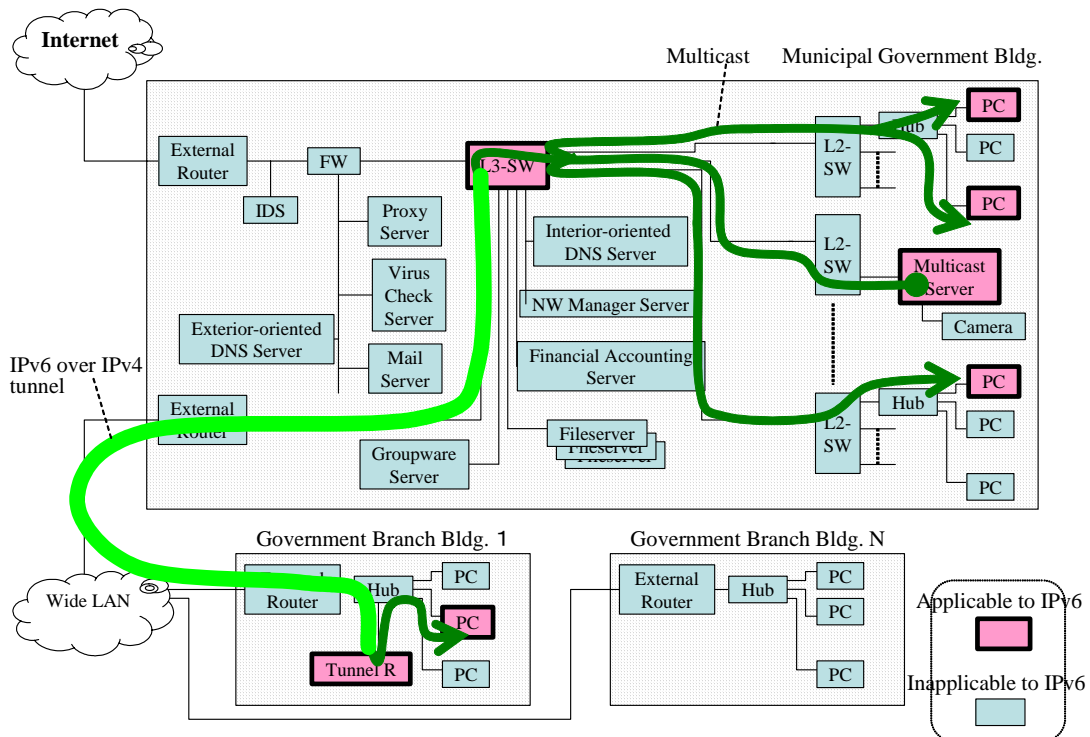 Internet
Multicast
Municipal Government Bldg.
PC
Hub
PC
External
Router
FW
L3-SW
L2-
SW
IDS
Proxy
Server
PC
Interior-oriented
DNS Server
L2-
SW
Multicast
Server
Virus
Check
Server
NW Manager Server
Camera
Exterior-oriented
DNS Server
Mail
Server
Financial Accounting
Server
IPv6 over IPv4
tunnel
PC
External
Router
Hub
L2-
SW
PC
Fileserver
Fileserver
Fileserver
Groupware
Server
PC
Government Branch Bldg. 1
Government Branch Bldg. N
Wide LAN
External
Router
Hub
PC
PC
PC
Tunnel R
External
Router
Hub
PC
PC
PC
Applicable to IPv6
Inapplicable to IPv6